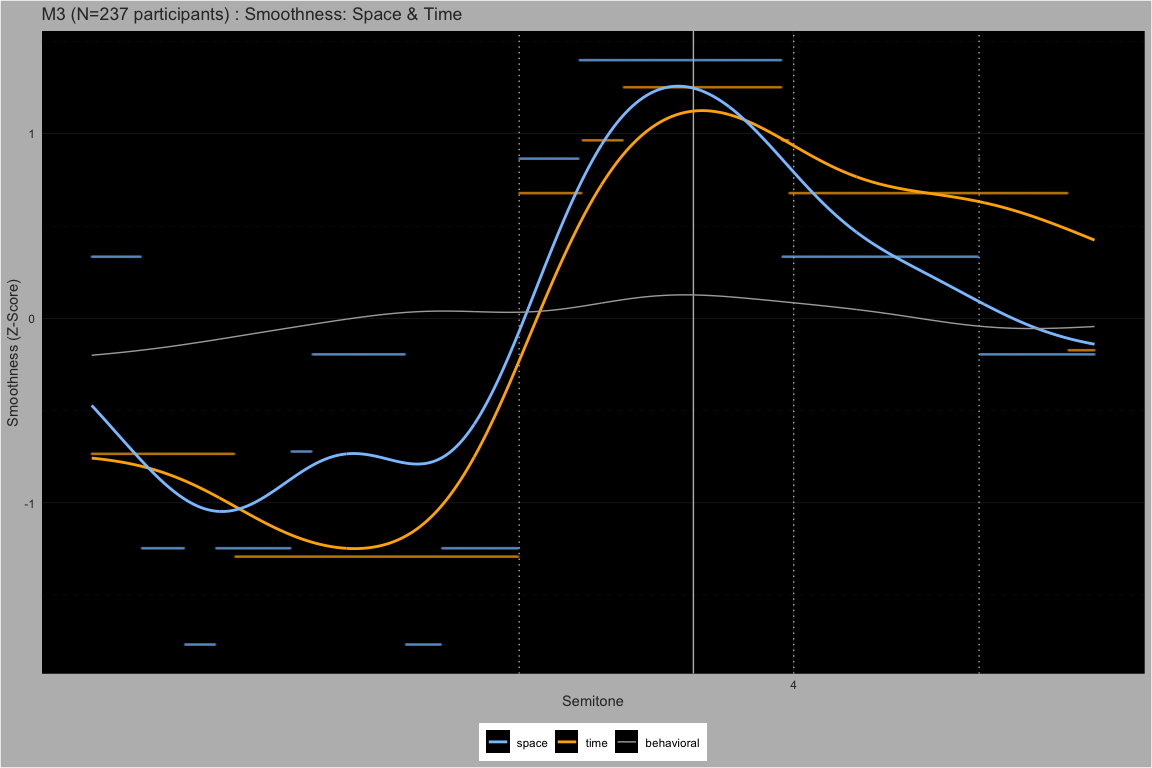 M3 (N=237 participants) : Smoothness: Space & Time
Smoothness (Z-Score)
1
0
-1
4
Semitone
space time behavioral